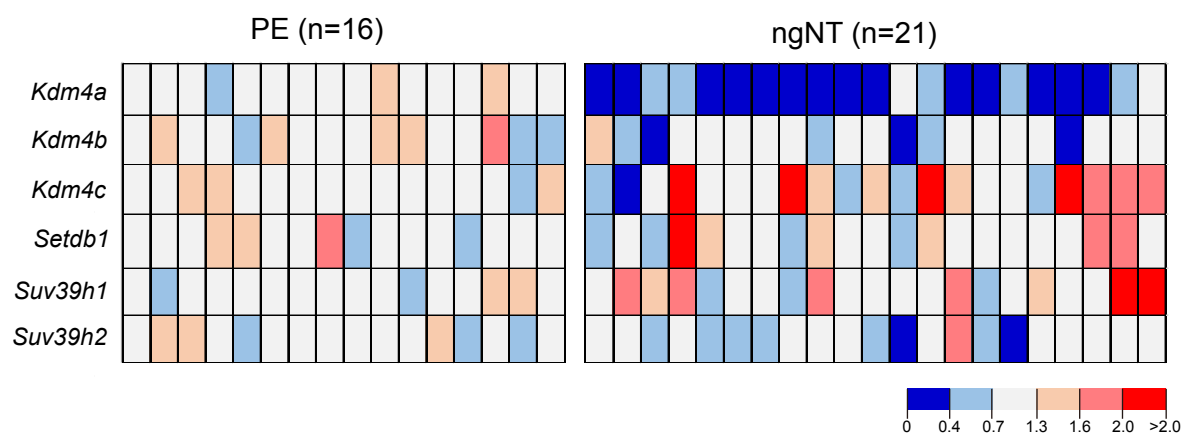 PE (n=16) ngNT (n=21)
Kdm4a
Kdm4b
Kdm4c
Setdb1
Suv39h1
Suv39h2
0 0.4 0.7 1.3 1.6 2.0 >2.0